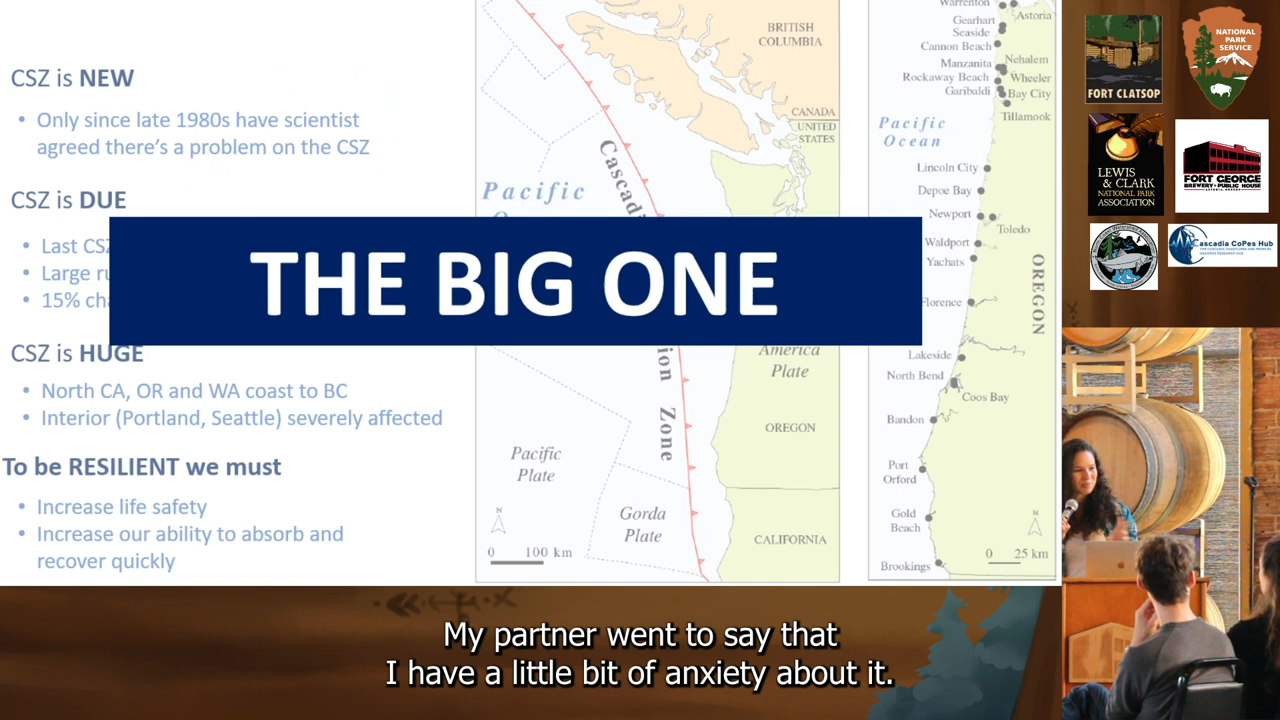 CSZ is NEW
• Only since late 1980s have scientist
agreed there's a problem on the CSZ
CSZ is DUE
• Last CSZ
• Large ru
• 15% cha
CSZ is HUGE
• North CA, OR and WA coast to BC
• Interior (Portland, Seattle) severely affected
To be RESILIENT we must
• Increase life safety
• Increase our ability to absorb and
recover quickly
THE BIG ONE
BRITISH
COLUMBIA
CANADA
UNITED
STATES
Pacific
Cascadi
ion Zone
America
Plate
OREGON
Pacific
Plate
Gorda
Plate
CALIFORNIA
N
0 100 km
Warrenton
Astoria
Gearhart
Seaside
Cannon Beach
Manzanita
Nehalem
Rockaway Beach
Wheeler
Garibaldi
Bay City
Tillamook
Pacific
Ocean
Lincoln City
Depoe Bay
Newport
Toledo
Waldport
Yachats
Florence
OREGON
Lakeside
North Bend
Coos Bay
Bandon
Port
Orford
Gold
Beach
Brookings
N
0 25 km
FORT CLATSOP
NATIONAL
PARK
SERVICE
LEWIS
& CLARK
NATIONAL PARK
ASSOCIATION
FORT GEORGE
BREWERY + PUBLIC HOUSE
Cascadia CoPes Hub
My partner went to say that
I have a little bit of anxiety about it.